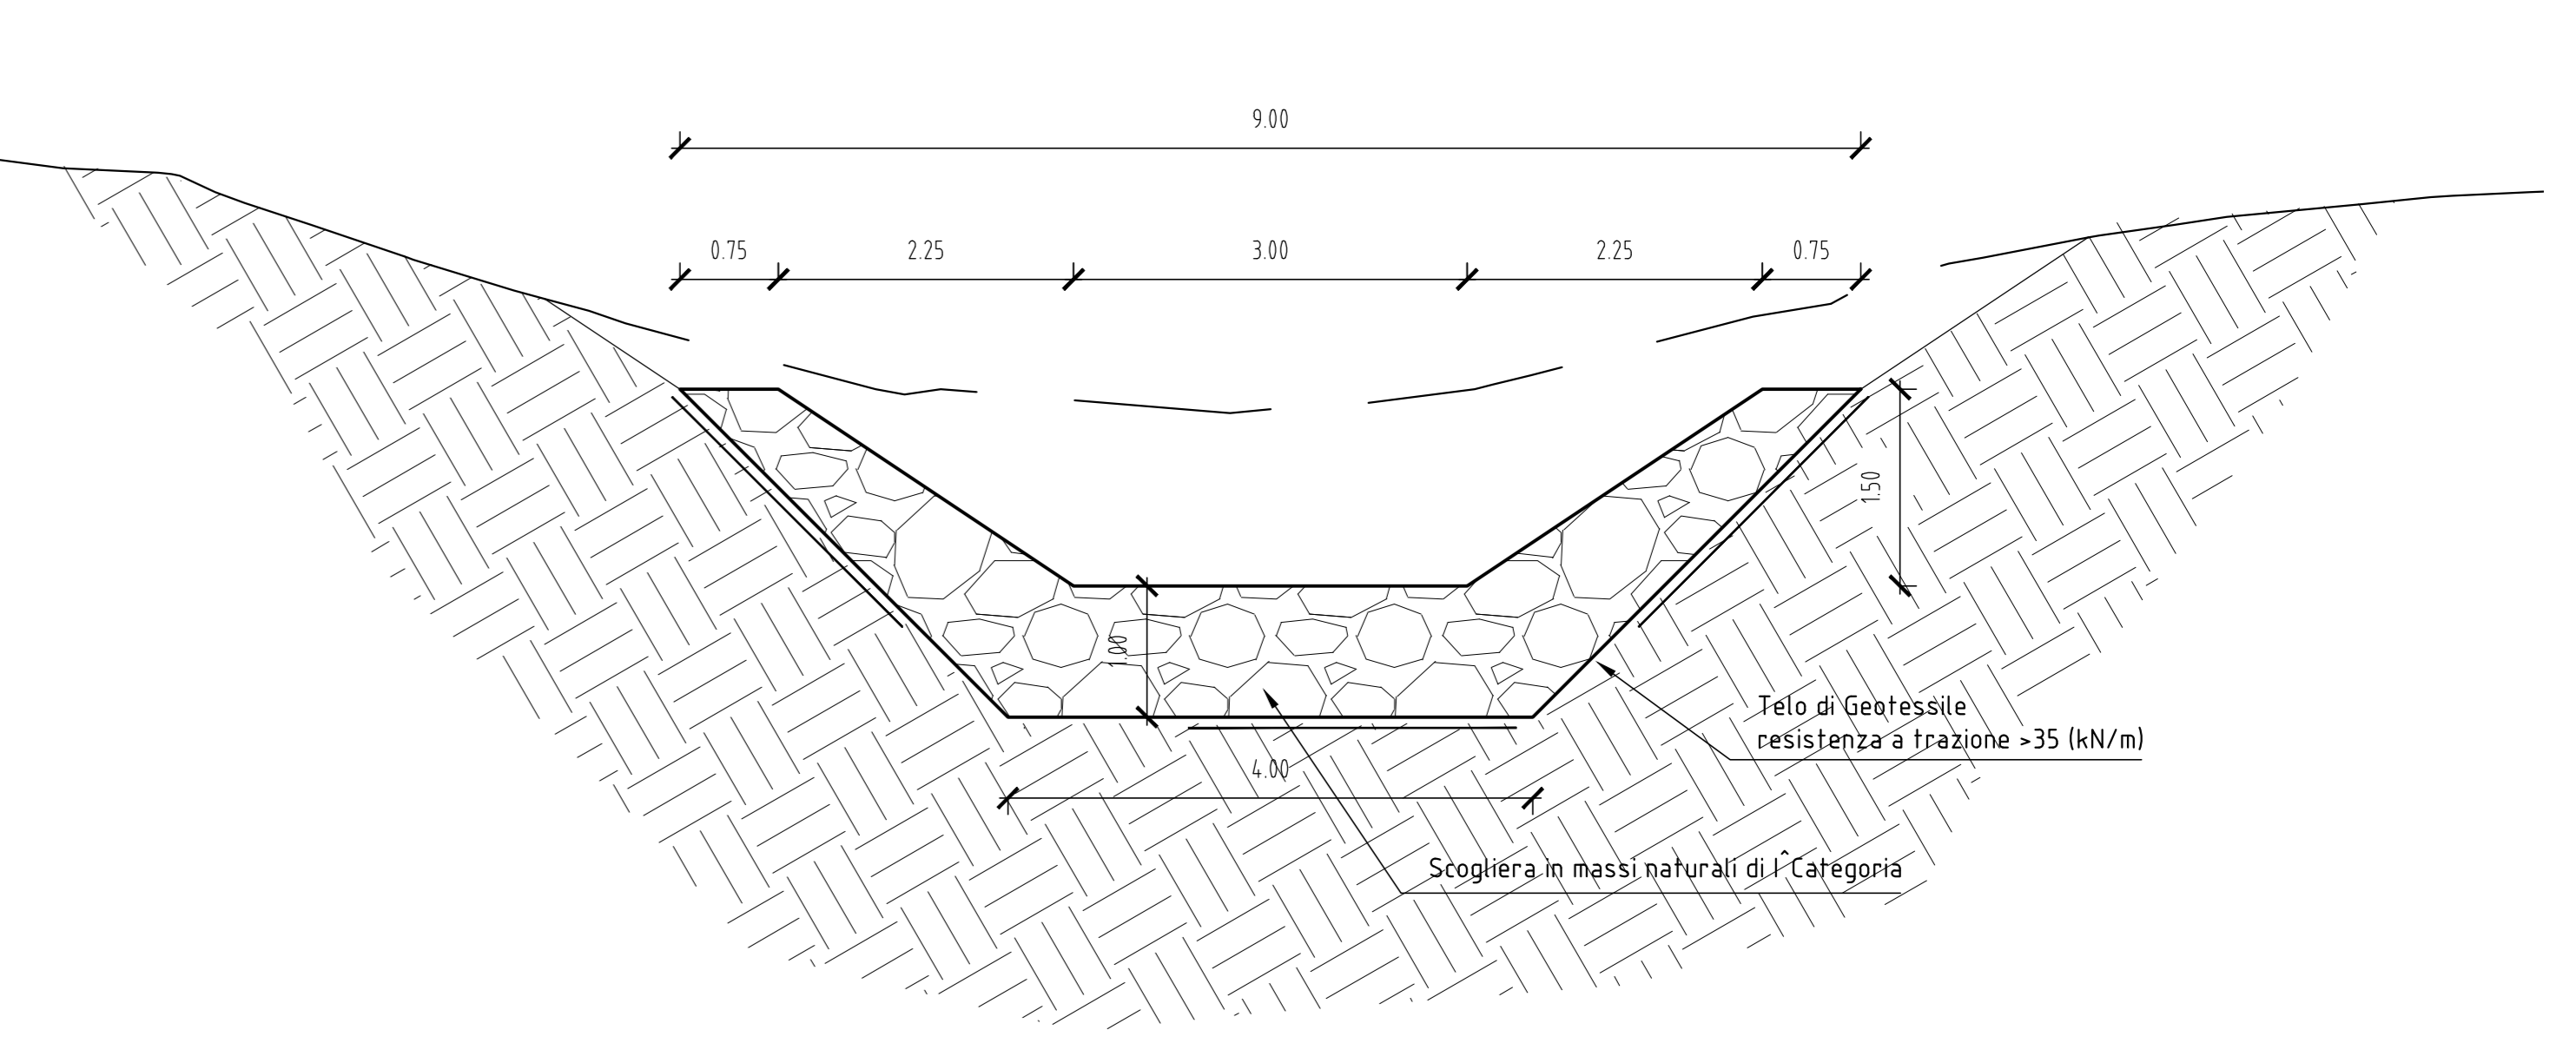 9.00
0.75 2.25 3.00 2.25 0.75
1.50
1.00
Telo di Geotessile
resistenza a trazione >35 (kN/m)
4.00
Scogliera in massi naturali di I^Categoria